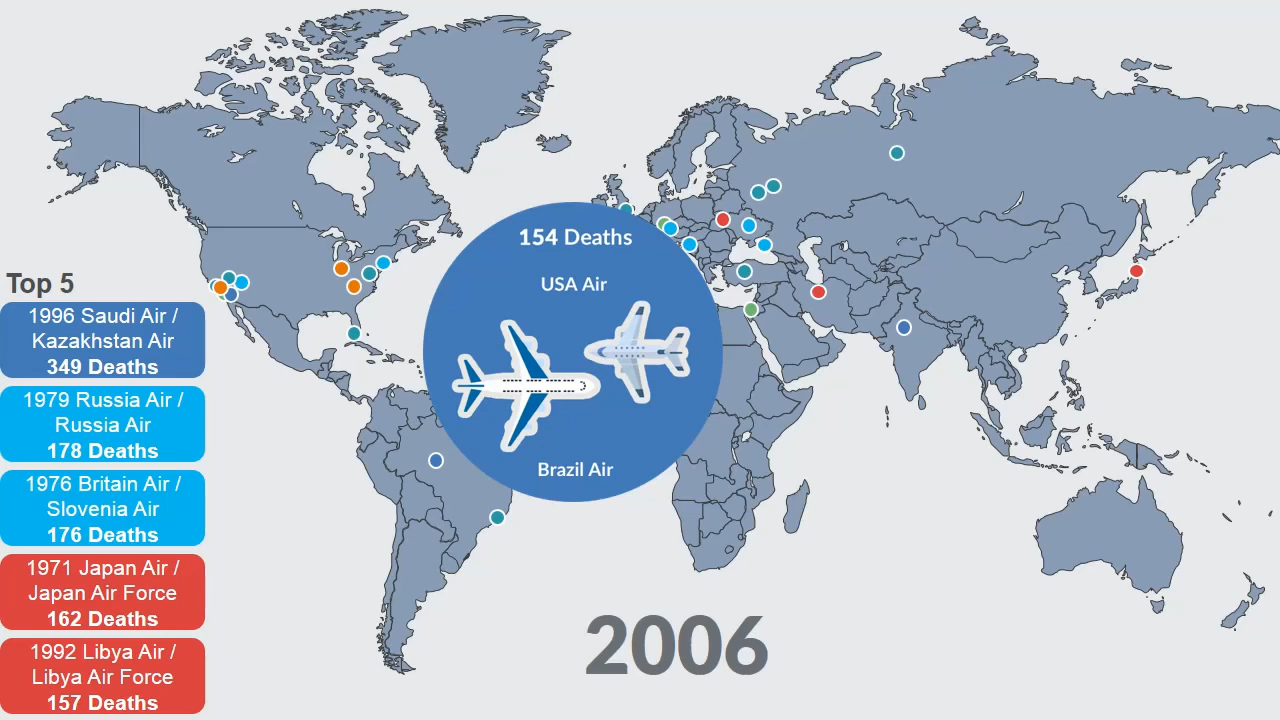 154 Deaths
USA Air
Brazil Air
Top 5
1996 Saudi Air /
Kazakhstan Air
349 Deaths
1979 Russia Air /
Russia Air
178 Deaths
1976 Britain Air /
Slovenia Air
176 Deaths
1971 Japan Air /
Japan Air Force
162 Deaths
1992 Libya Air /
Libya Air Force
157 Deaths
2006